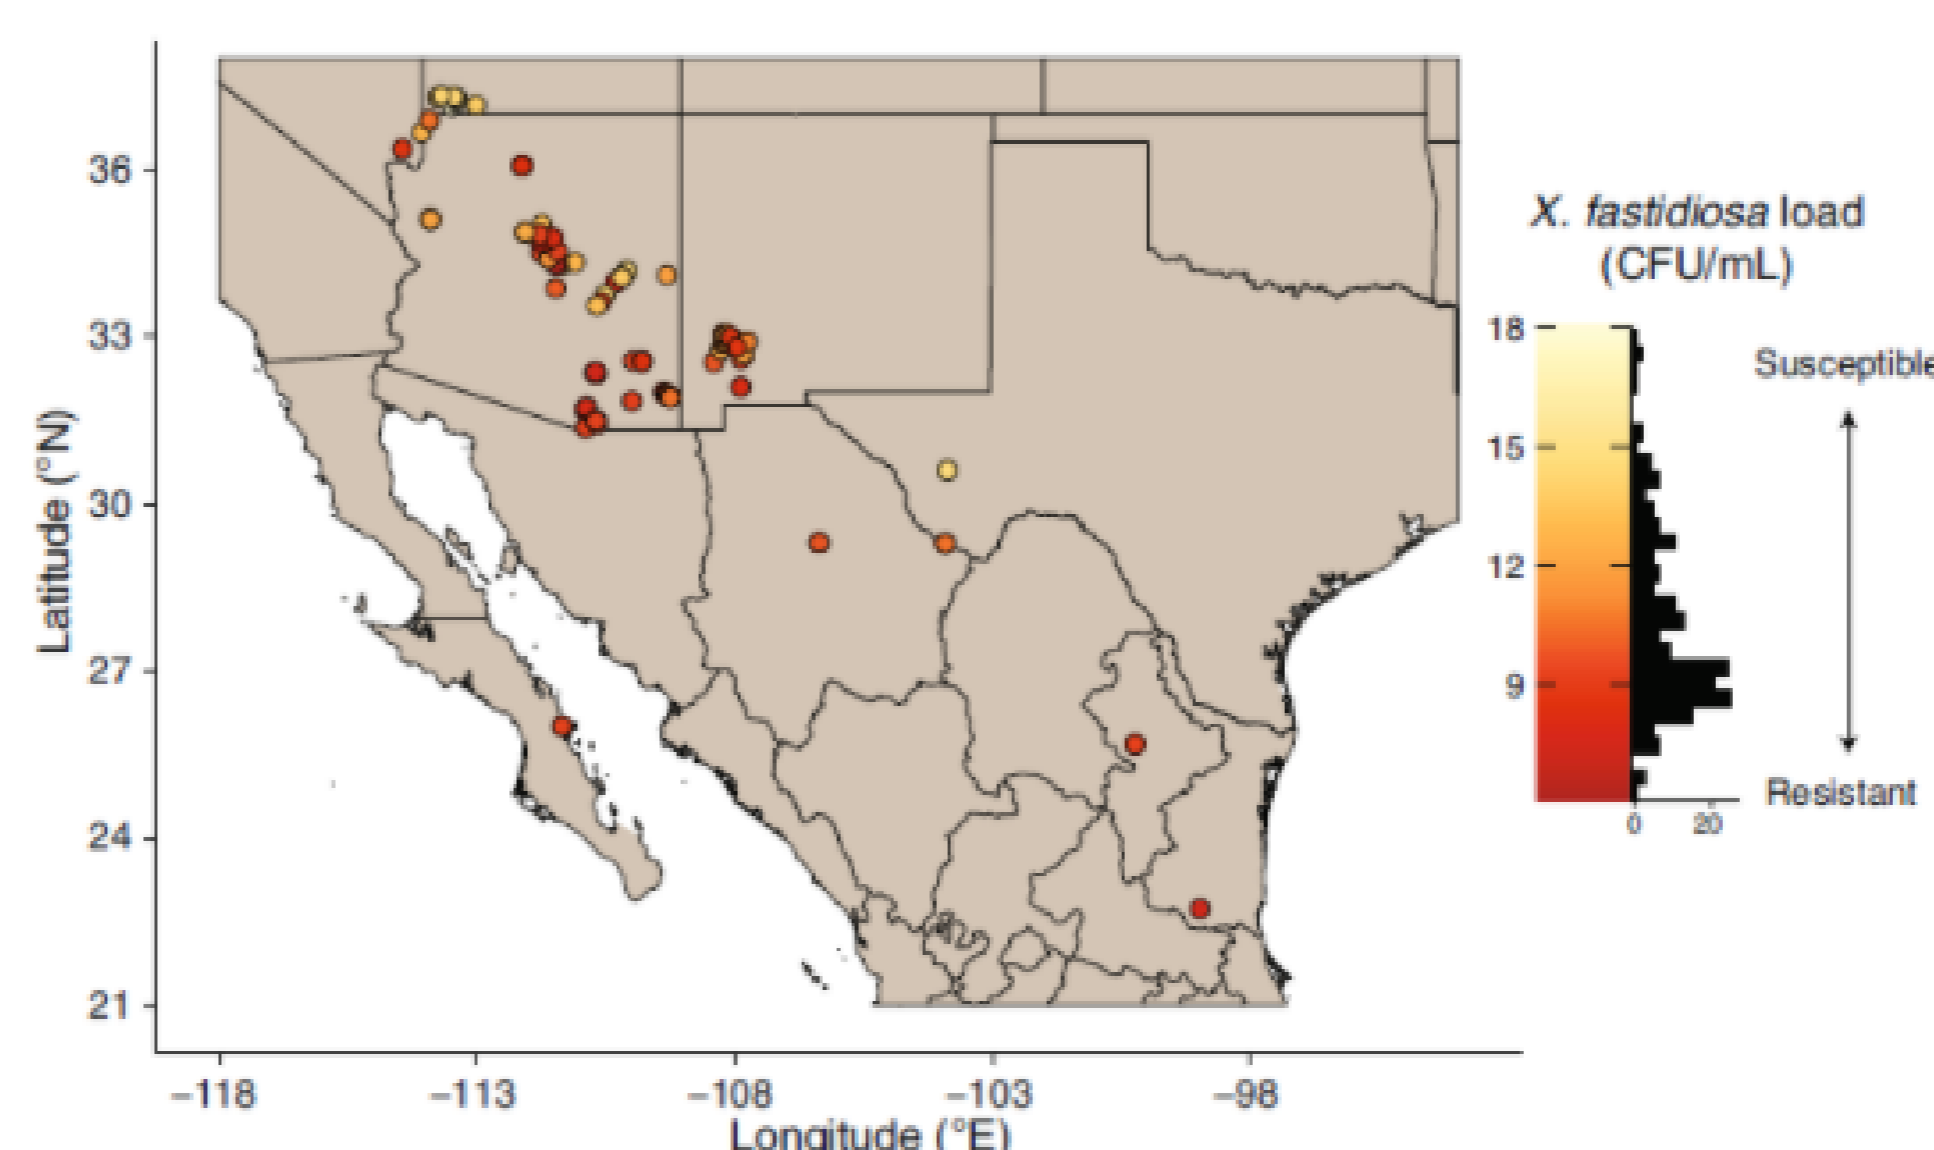 36
33
30
27
24
21
Latitude (°N)
−118
−113
−108
−103
−98
Longitude (°E)
X. fastidiosa load
(CFU/mL)
18
15
12
9
0
20
Susceptible
Resistant